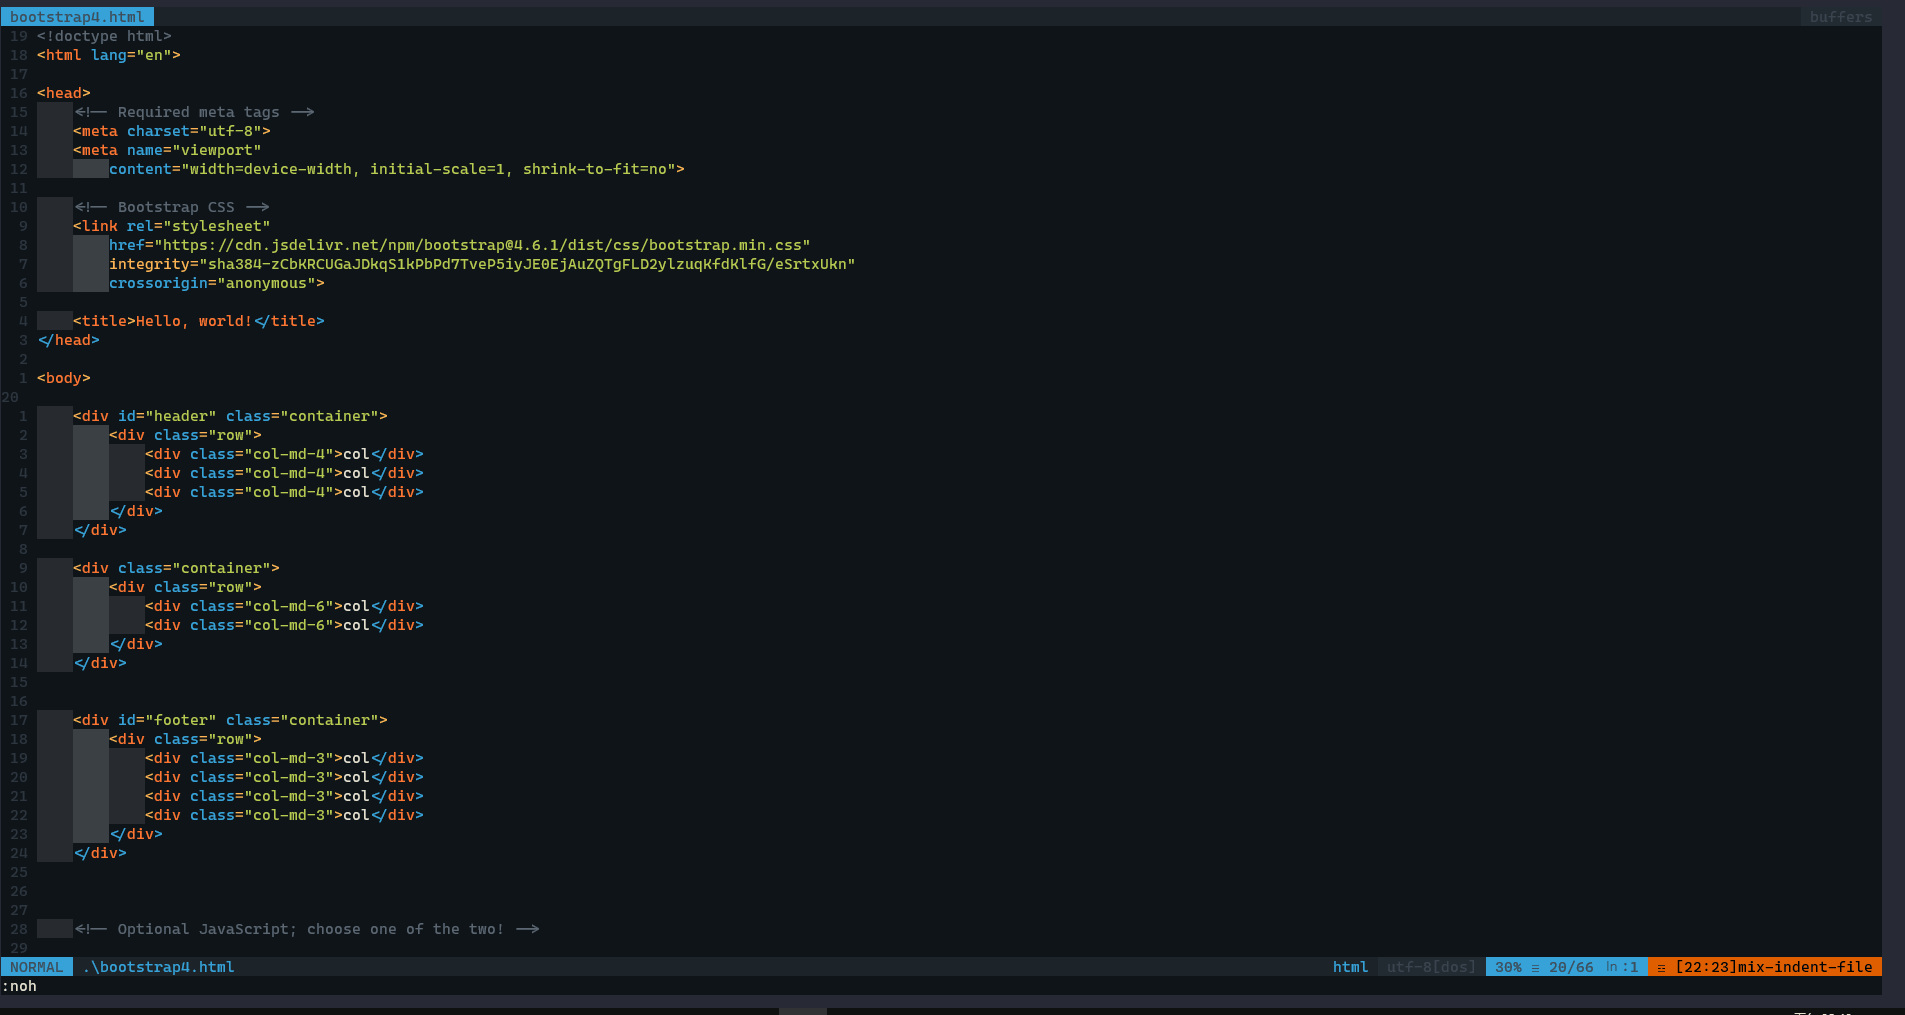 bootstrap4.html buffers
19 <!doctype html>
18 <html lang="en">
17
16 <head>
15 <!-- Required meta tags -->
14 <meta charset="utf-8">
13 <meta name="viewport"
12 content="width=device-width, initial-scale=1, shrink-to-fit=no">
11
10 <!-- Bootstrap CSS -->
9 <link rel="stylesheet"
8 href="https://cdn.jsdelivr.net/npm/bootstrap@4.6.1/dist/css/bootstrap.min.css"
7 integrity="sha384-zCbKRCUGaJDkqS1kPbPd7TveP5iyJE0EjAuZQTgFLD2ylzuqKfdKlfG/eSrtxUkn"
6 crossorigin="anonymous">
5
4 <title>Hello, world!</title>
3 </head>
2
1 <body>
20
1 <div id="header" class="container">
2 <div class="row">
3 <div class="col-md-4">col</div>
4 <div class="col-md-4">col</div>
5 <div class="col-md-4">col</div>
6 </div>
7 </div>
8
9 <div class="container">
10 <div class="row">
11 <div class="col-md-6">col</div>
12 <div class="col-md-6">col</div>
13 </div>
14 </div>
15
16
17 <div id="footer" class="container">
18 <div class="row">
19 <div class="col-md-3">col</div>
20 <div class="col-md-3">col</div>
21 <div class="col-md-3">col</div>
22 <div class="col-md-3">col</div>
23 </div>
24 </div>
25
26
27
28 <!-- Optional JavaScript; choose one of the two! -->
29
NORMAL .\bootstrap4.html html utf-8[dos] 30% ≡ 20/66 ln :1 ☲ [22:23]mix-indent-file
:noh